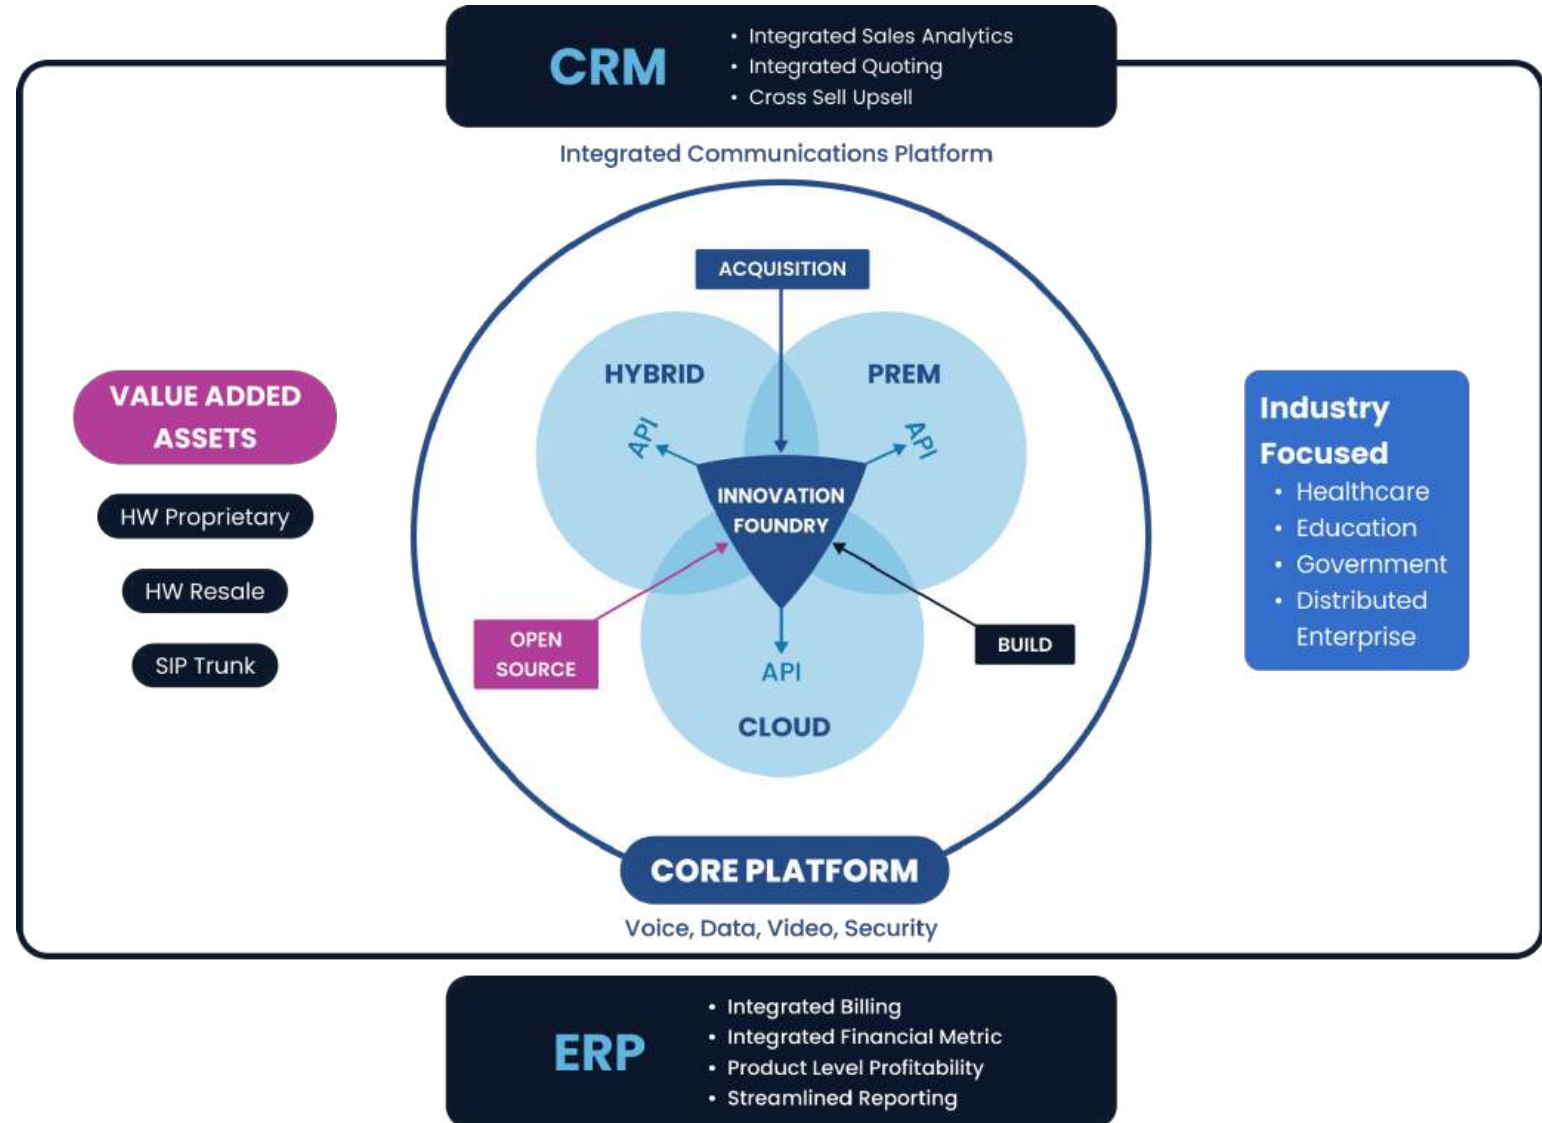 CRM
• Integrated Sales Analytics
• Integrated Quoting
• Cross Sell Upsell
Integrated Communications Platform
ACQUISITION
HYBRID
PREM
API
API
INNOVATION
FOUNDRY
OPEN
SOURCE
BUILD
API
CLOUD
CORE PLATFORM
Voice, Data, Video, Security
VALUE ADDED
ASSETS
HW Proprietary
HW Resale
SIP Trunk
Industry
Focused
• Healthcare
• Education
• Government
• Distributed
Enterprise
ERP
• Integrated Billing
• Integrated Financial Metric
• Product Level Profitability
• Streamlined Reporting